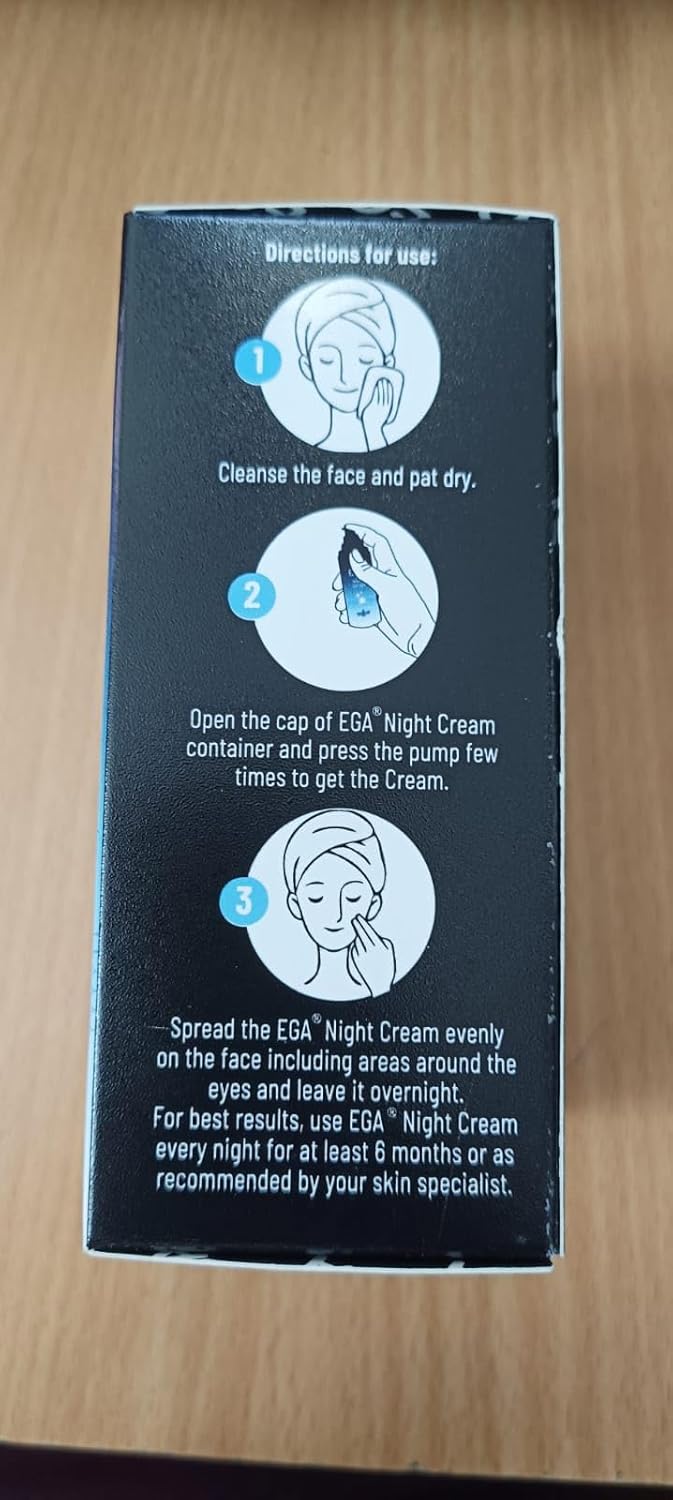 Directions for use:
1
Cleanse the face and pat dry.
2
Open the cap of EGA® Night Cream
container and press the pump few
times to get the Cream.
3
Spread the EGA® Night Cream evenly
on the face including areas around the
eyes and leave it overnight.
For best results, use EGA® Night Cream
every night for at least 6 months or as
recommended by your skin specialist.